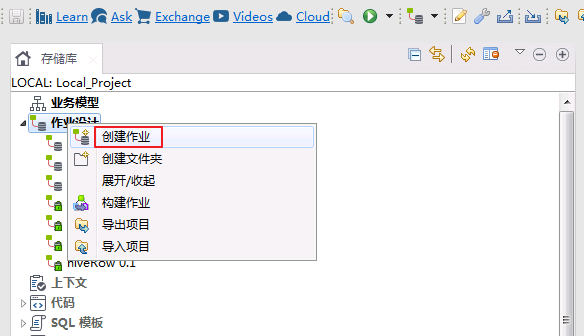 Learn Ask Exchange Videos Cloud
存储库
LOCAL: Local_Project
业务模型
作业设计
创建作业
创建文件夹
展开/收起
构建作业
导出项目
导入项目
hiveRow 0.1
上下文
代码
SQL 模板